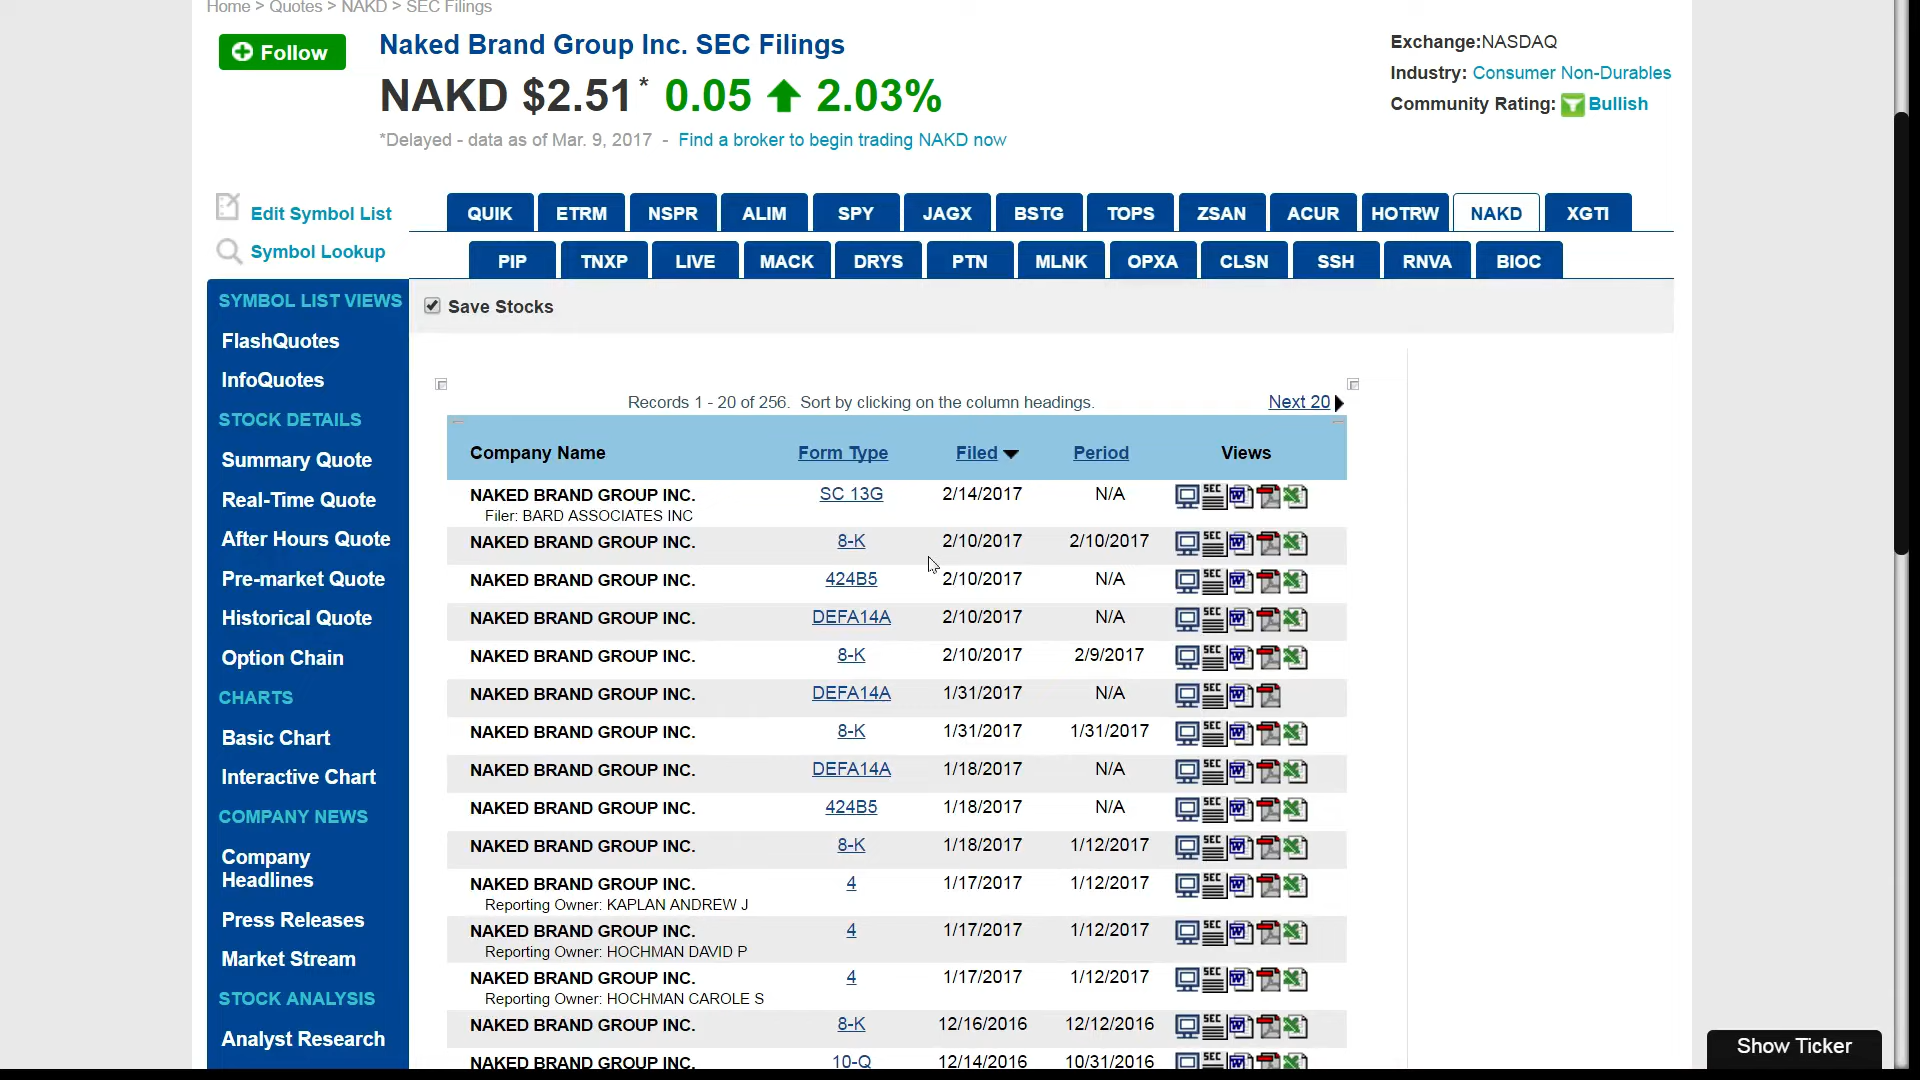 Home > Quotes > NAKD > SEC Filings
Follow
Naked Brand Group Inc. SEC Filings
NAKD $2.51* 0.05 2.03%
*Delayed - data as of Mar. 9, 2017 - Find a broker to begin trading NAKD now
Exchange:NASDAQ
Industry: Consumer Non-Durables
Community Rating: Bullish
Edit Symbol List
Symbol Lookup
QUIK ETRM NSPR ALIM SPY JAGX BSTG TOPS ZSAN ACUR HOTRW NAKD XGTI
PIP TNXP LIVE MACK DRYS PTN MLNK OPXA CLSN SSH RNVA BIOC
Save Stocks
SYMBOL LIST VIEWS
FlashQuotes
InfoQuotes
STOCK DETAILS
Summary Quote
Real-Time Quote
After Hours Quote
Pre-market Quote
Historical Quote
Option Chain
CHARTS
Basic Chart
Interactive Chart
COMPANY NEWS
Company
Headlines
Press Releases
Market Stream
STOCK ANALYSIS
Analyst Research
Records 1 - 20 of 256. Sort by clicking on the column headings. Next 20
Company Name Form Type Filed Period Views
NAKED BRAND GROUP INC. SC 13G 2/14/2017 N/A SEC W
Filer: BARD ASSOCIATES INC
NAKED BRAND GROUP INC. 8-K 2/10/2017 2/10/2017 SEC W
NAKED BRAND GROUP INC. 424B5 2/10/2017 N/A SEC W
NAKED BRAND GROUP INC. DEFA14A 2/10/2017 N/A SEC W
NAKED BRAND GROUP INC. 8-K 2/10/2017 2/9/2017 SEC W
NAKED BRAND GROUP INC. DEFA14A 1/31/2017 N/A SEC W
NAKED BRAND GROUP INC. 8-K 1/31/2017 1/31/2017 SEC W
NAKED BRAND GROUP INC. DEFA14A 1/18/2017 N/A SEC W
NAKED BRAND GROUP INC. 424B5 1/18/2017 N/A SEC W
NAKED BRAND GROUP INC. 8-K 1/18/2017 1/12/2017 SEC W
NAKED BRAND GROUP INC. 4 1/17/2017 1/12/2017 SEC W
Reporting Owner: KAPLAN ANDREW J
NAKED BRAND GROUP INC. 4 1/17/2017 1/12/2017 SEC W
Reporting Owner: HOCHMAN DAVID P
NAKED BRAND GROUP INC. 4 1/17/2017 1/12/2017 SEC W
Reporting Owner: HOCHMAN CAROLE S
NAKED BRAND GROUP INC. 8-K 12/16/2016 12/12/2016 SEC W
NAKED BRAND GROUP INC. 10-Q 12/14/2016 10/31/2016 SEC W
Show Ticker